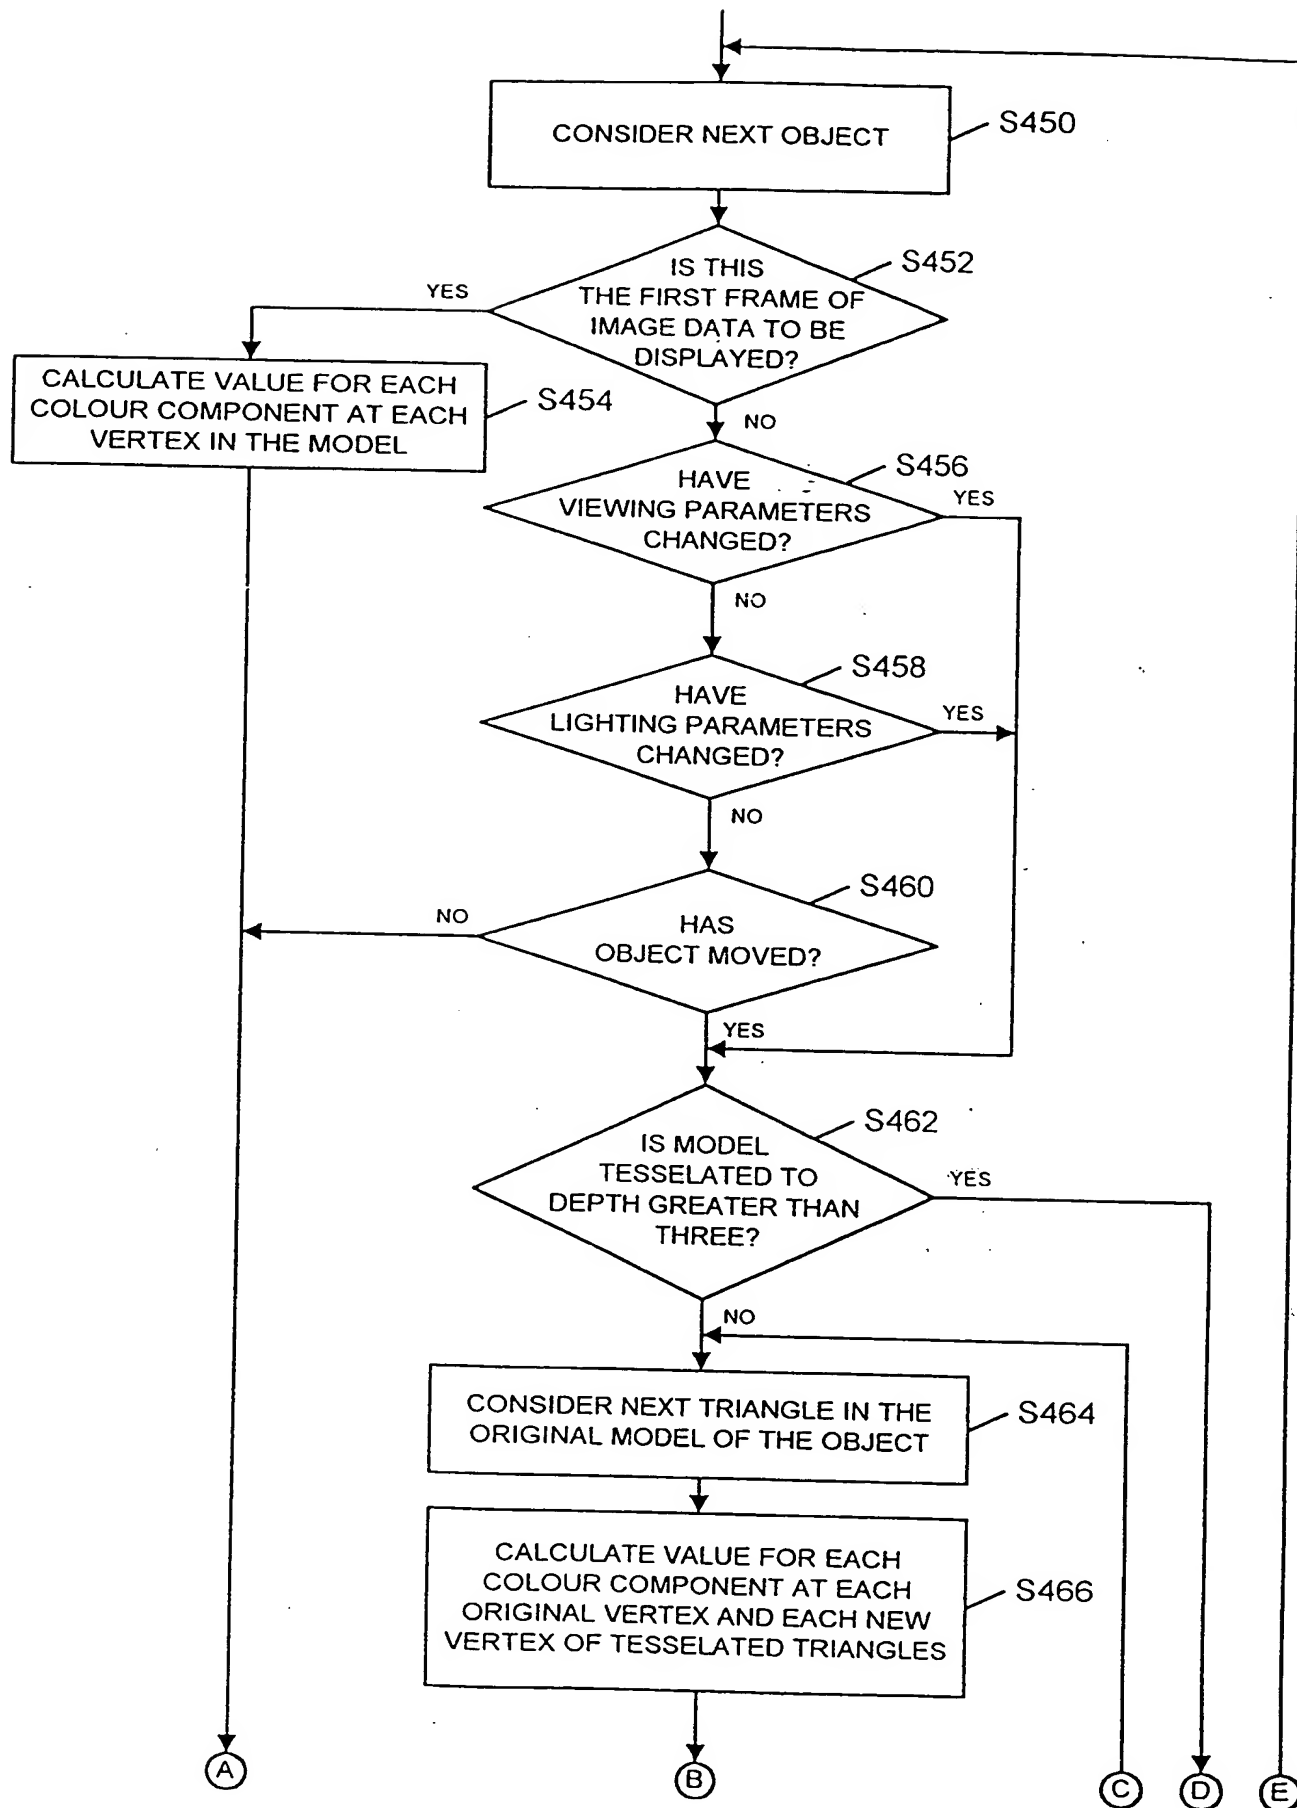 CONSIDER NEXT OBJECT
S450
IS THIS
THE FIRST FRAME OF
IMAGE DATA TO BE
DISPLAYED?
S452
YES
NO
CALCULATE VALUE FOR EACH
COLOUR COMPONENT AT EACH
VERTEX IN THE MODEL
S454
HAVE
VIEWING PARAMETERS
CHANGED?
S456
YES
NO
HAVE
LIGHTING PARAMETERS
CHANGED?
S458
YES
NO
HAS
OBJECT MOVED?
S460
NO
YES
IS MODEL
TESSELATED TO
DEPTH GREATER THAN
THREE?
S462
YES
NO
CONSIDER NEXT TRIANGLE IN THE
ORIGINAL MODEL OF THE OBJECT
S464
CALCULATE VALUE FOR EACH
COLOUR COMPONENT AT EACH
ORIGINAL VERTEX AND EACH NEW
VERTEX OF TESSELATED TRIANGLES
S466
A
B
C
D
E